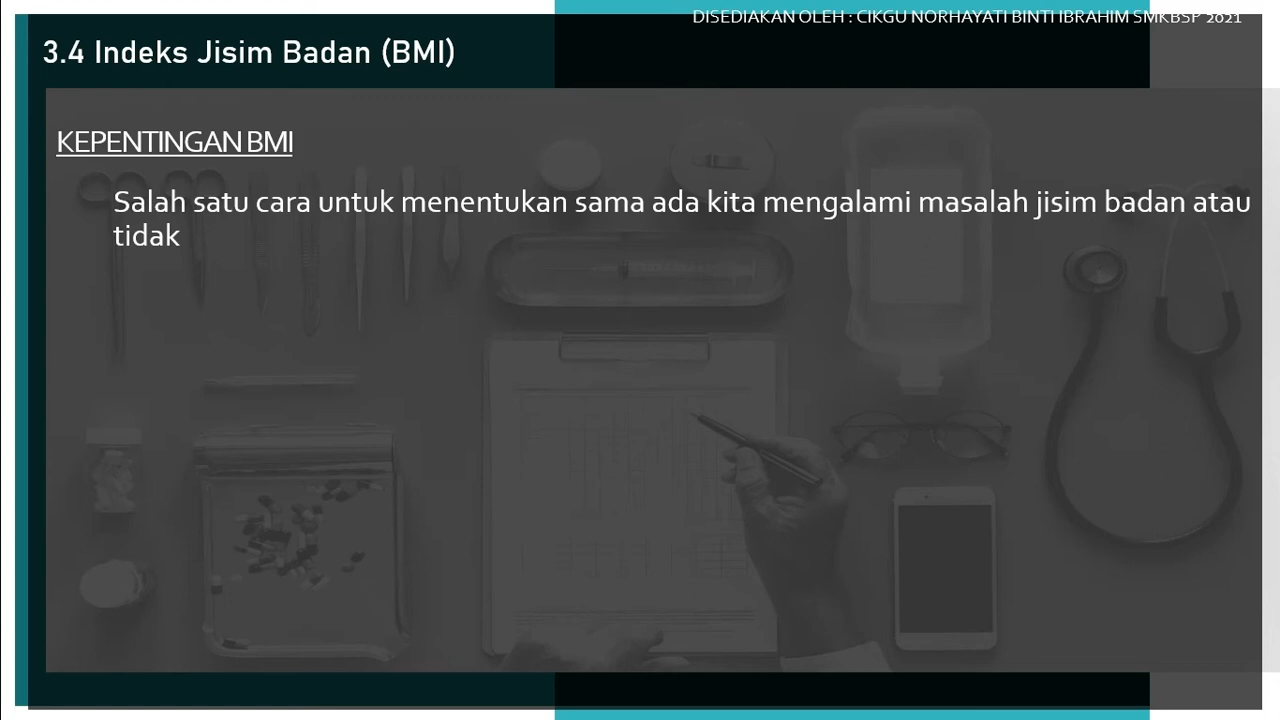 DISEDIAKAN OLEH : CIKGU NORHAYATI BINTI IBRAHIM SMKBSP 2021
3.4 Indeks Jisim Badan (BMI)
KEPENTINGAN BMI
Salah satu cara untuk menentukan sama ada kita mengalami masalah jisim badan atau
tidak